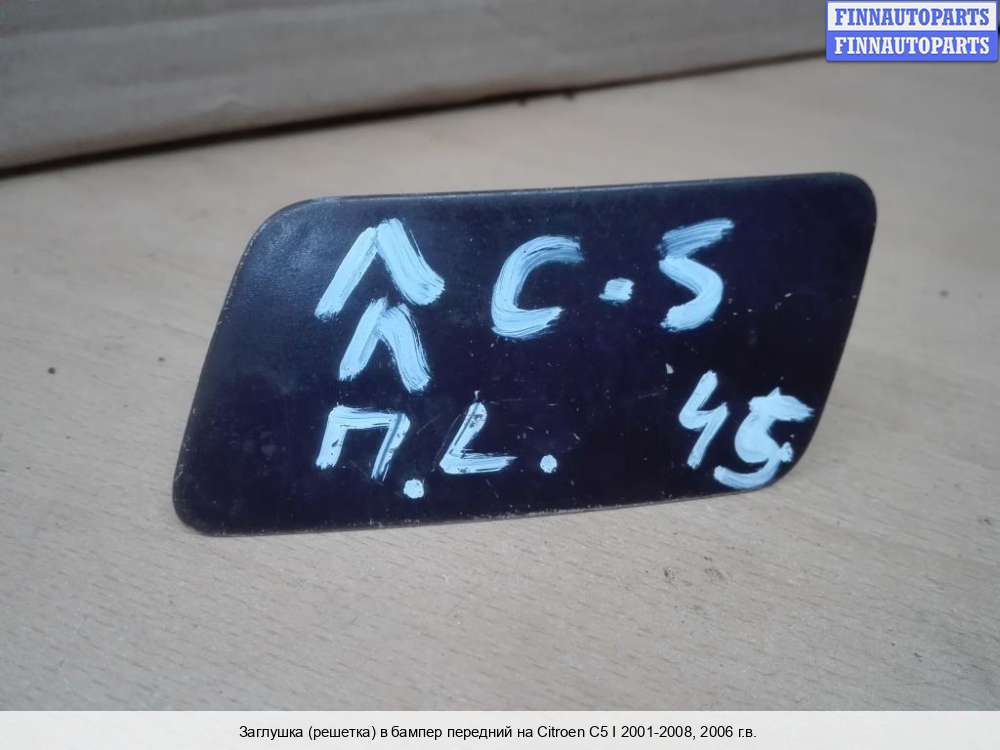 FINNAUTOPARTS
FINNAUTOPARTS
C.5
П.L. 45
Заглушка (решетка) в бампер передний на Citroen C5 I 2001-2008, 2006 г.в.